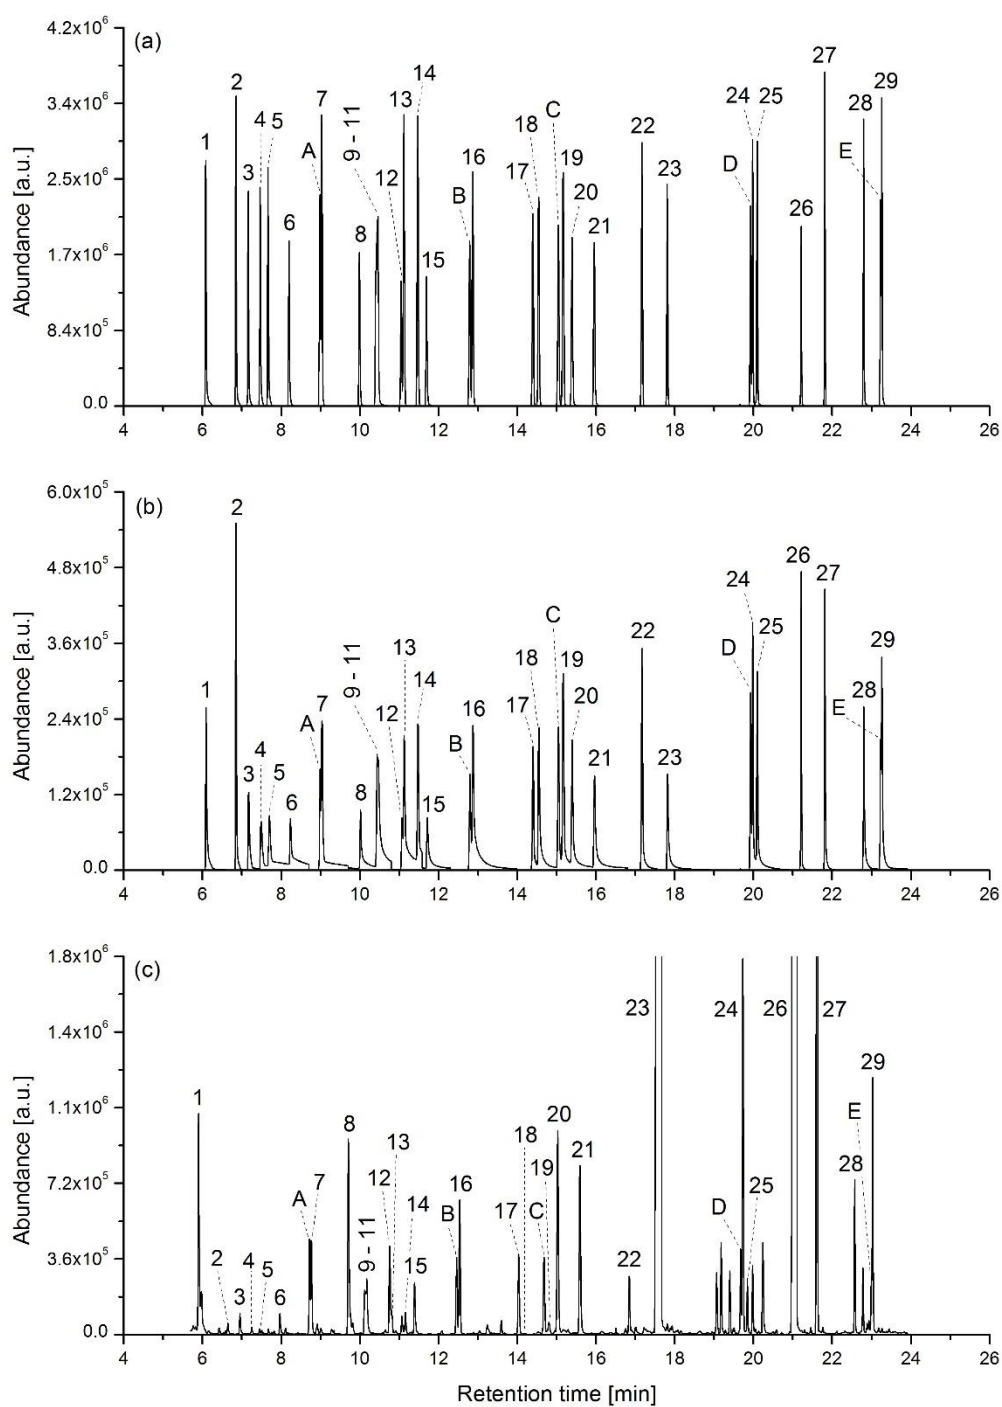 (a)
4.2x10⁶
3.4x10⁶
2.5x10⁶
1.7x10⁶
8.4x10⁵
0.0
Abundance [a.u.]
1
2
3
4
5
6
A
7
8
9 - 11
12
13
14
15
B
16
17
18
C
19
20
21
22
23
D
24
25
26
27
28
E
29
4 6 8 10 12 14 16 18 20 22 24 26
(b)
6.0x10⁵
4.8x10⁵
3.6x10⁵
2.4x10⁵
1.2x10⁵
0.0
Abundance [a.u.]
1
2
3
4
5
6
A
7
8
9 - 11
12
13
14
15
B
16
17
18
C
19
20
21
22
23
D
24
25
26
27
28
E
29
4 6 8 10 12 14 16 18 20 22 24 26
(c)
1.8x10⁶
1.4x10⁶
1.1x10⁶
7.2x10⁵
3.6x10⁵
0.0
Abundance [a.u.]
1
2
3
4
5
6
A
7
8
9 - 11
12
13
14
15
B
16
17
18
C
19
20
21
22
23
D
24
25
26
27
28
E
29
4 6 8 10 12 14 16 18 20 22 24 26
Retention time [min]